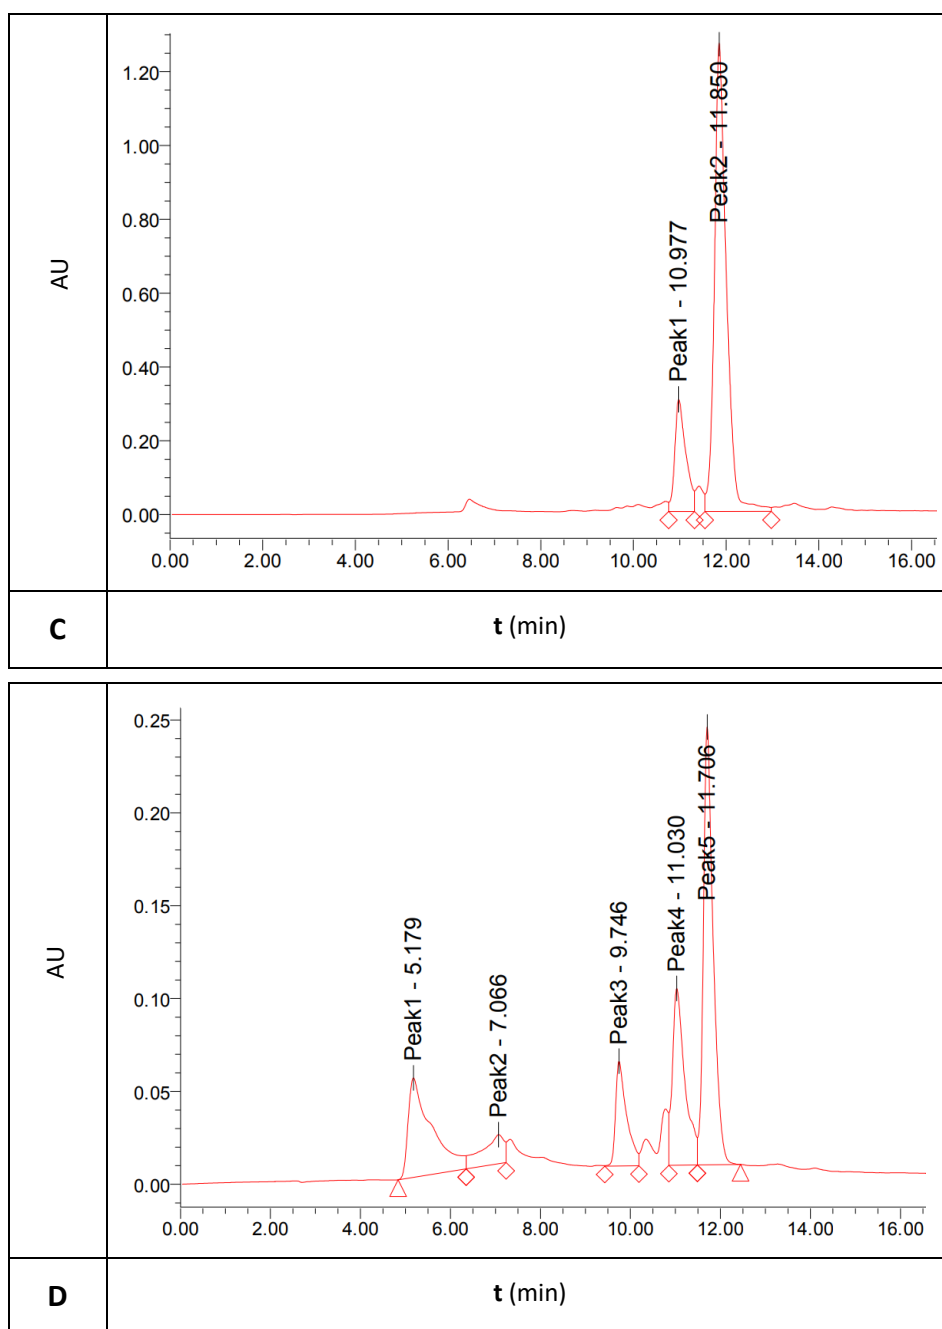 AU
1.20
1.00
0.80
0.60
0.40
0.20
0.00
Peak1 - 10.977
Peak2 - 11.850
0.00 2.00 4.00 6.00 8.00 10.00 12.00 14.00 16.00
C
t (min)
AU
0.25
0.20
0.15
0.10
0.05
0.00
Peak1 - 5.179
Peak2 - 7.066
Peak3 - 9.746
Peak4 - 11.030
Peak5 - 11.706
0.00 2.00 4.00 6.00 8.00 10.00 12.00 14.00 16.00
D
t (min)